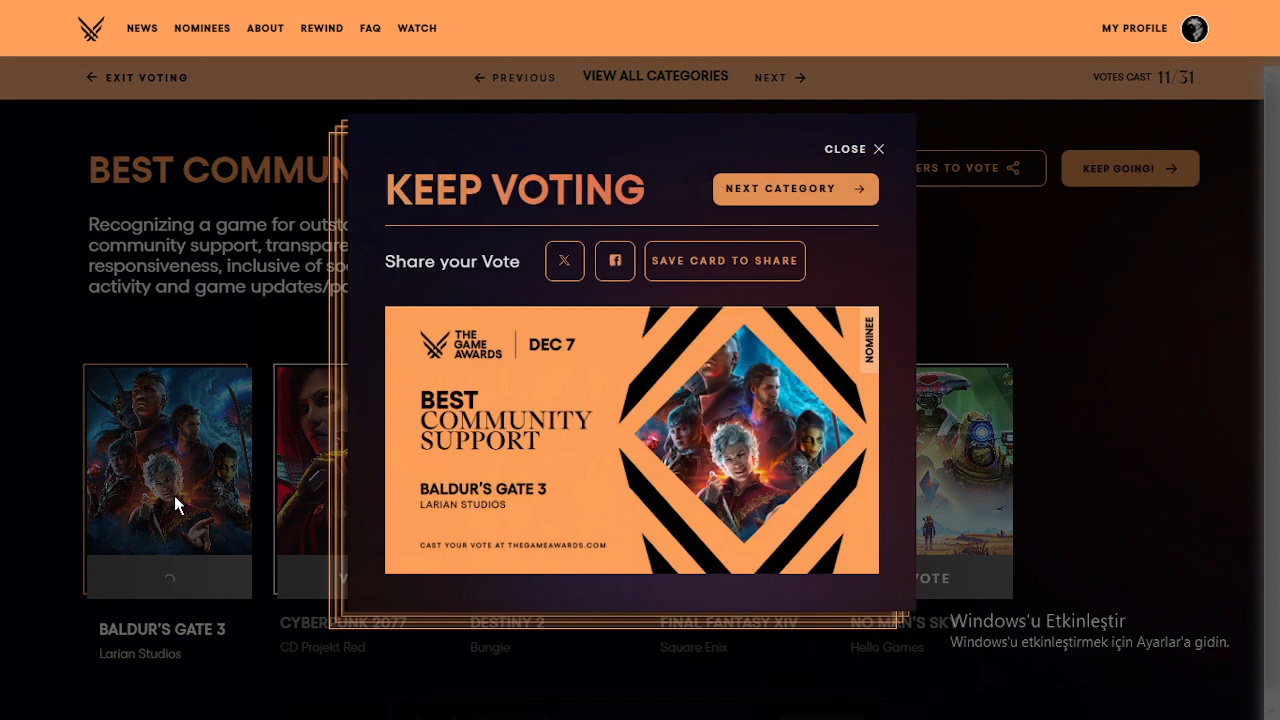 NEWS NOMINEES ABOUT REWIND FAQ WATCH MY PROFILE
EXIT VOTING PREVIOUS VIEW ALL CATEGORIES NEXT VOTES CAST 11/31
CLOSE
BEST COMMUN
ERS TO VOTE KEEP GOING!
KEEP VOTING NEXT CATEGORY
Recognizing a game for outst
community support, transpare
responsiveness, inclusive of so
activity and game updates/pa
Share your Vote SAVE CARD TO SHARE
THE
GAME
AWARDS
DEC 7
NOMINEE
BEST
COMMUNITY
SUPPORT
BALDUR'S GATE 3
LARIAN STUDIOS
CAST YOUR VOTE AT THEGAMEAWARDS.COM
V
VOTE
BALDUR'S GATE 3
Larian Studios
CYBERPUNK 2077
CD Projekt Red
DESTINY 2
Bungie
FINAL FANTASY XIV
Square Enix
NO MAN'S SKY
Hello Games
Windows'u Etkinleştir
Windows'u etkinleştirmek için Ayarlar'a gidin.